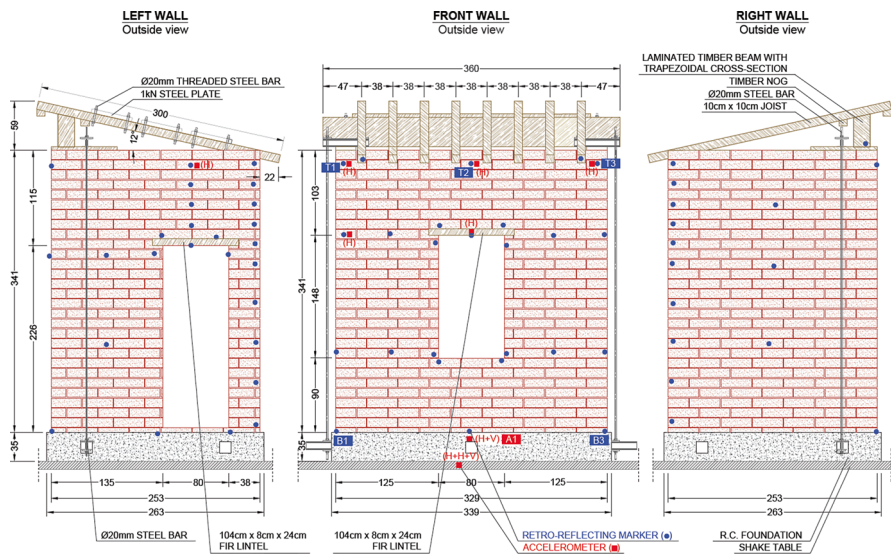 LEFT WALL
Outside view
FRONT WALL
Outside view
RIGHT WALL
Outside view
Ø20mm THREADED STEEL BAR
1kN STEEL PLATE
300
12°
59
115
341
226
35
22
(H)
135
80
38
253
263
Ø20mm STEEL BAR
104cm x 8cm x 24cm
FIR LINTEL
360
47
38
38
38
38
38
38
47
T1
(H)
T2
(H)
T3
(H)
(H)
(H)
103
341
148
90
35
B1
(H+V)
A1
B3
(H+H+V)
125
80
125
329
339
104cm x 8cm x 24cm
FIR LINTEL
RETRO-REFLECTING MARKER (●)
ACCELEROMETER (■)
LAMINATED TIMBER BEAM WITH
TRAPEZOIDAL CROSS-SECTION
TIMBER NOG
Ø20mm STEEL BAR
10cm x 10cm JOIST
253
263
R.C. FOUNDATION
SHAKE TABLE